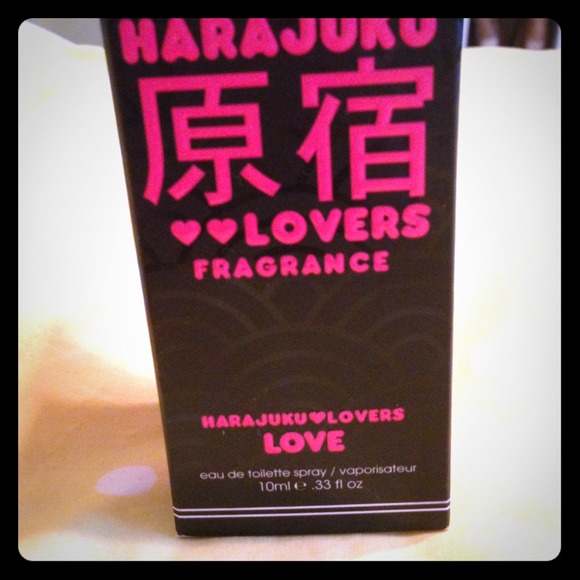 HARAJUKU
原宿
♥♥LOVERS
FRAGRANCE
HARAJUKU♥LOVERS
LOVE
eau de toilette spray / vaporisateur
10ml ℮ .33 fl oz